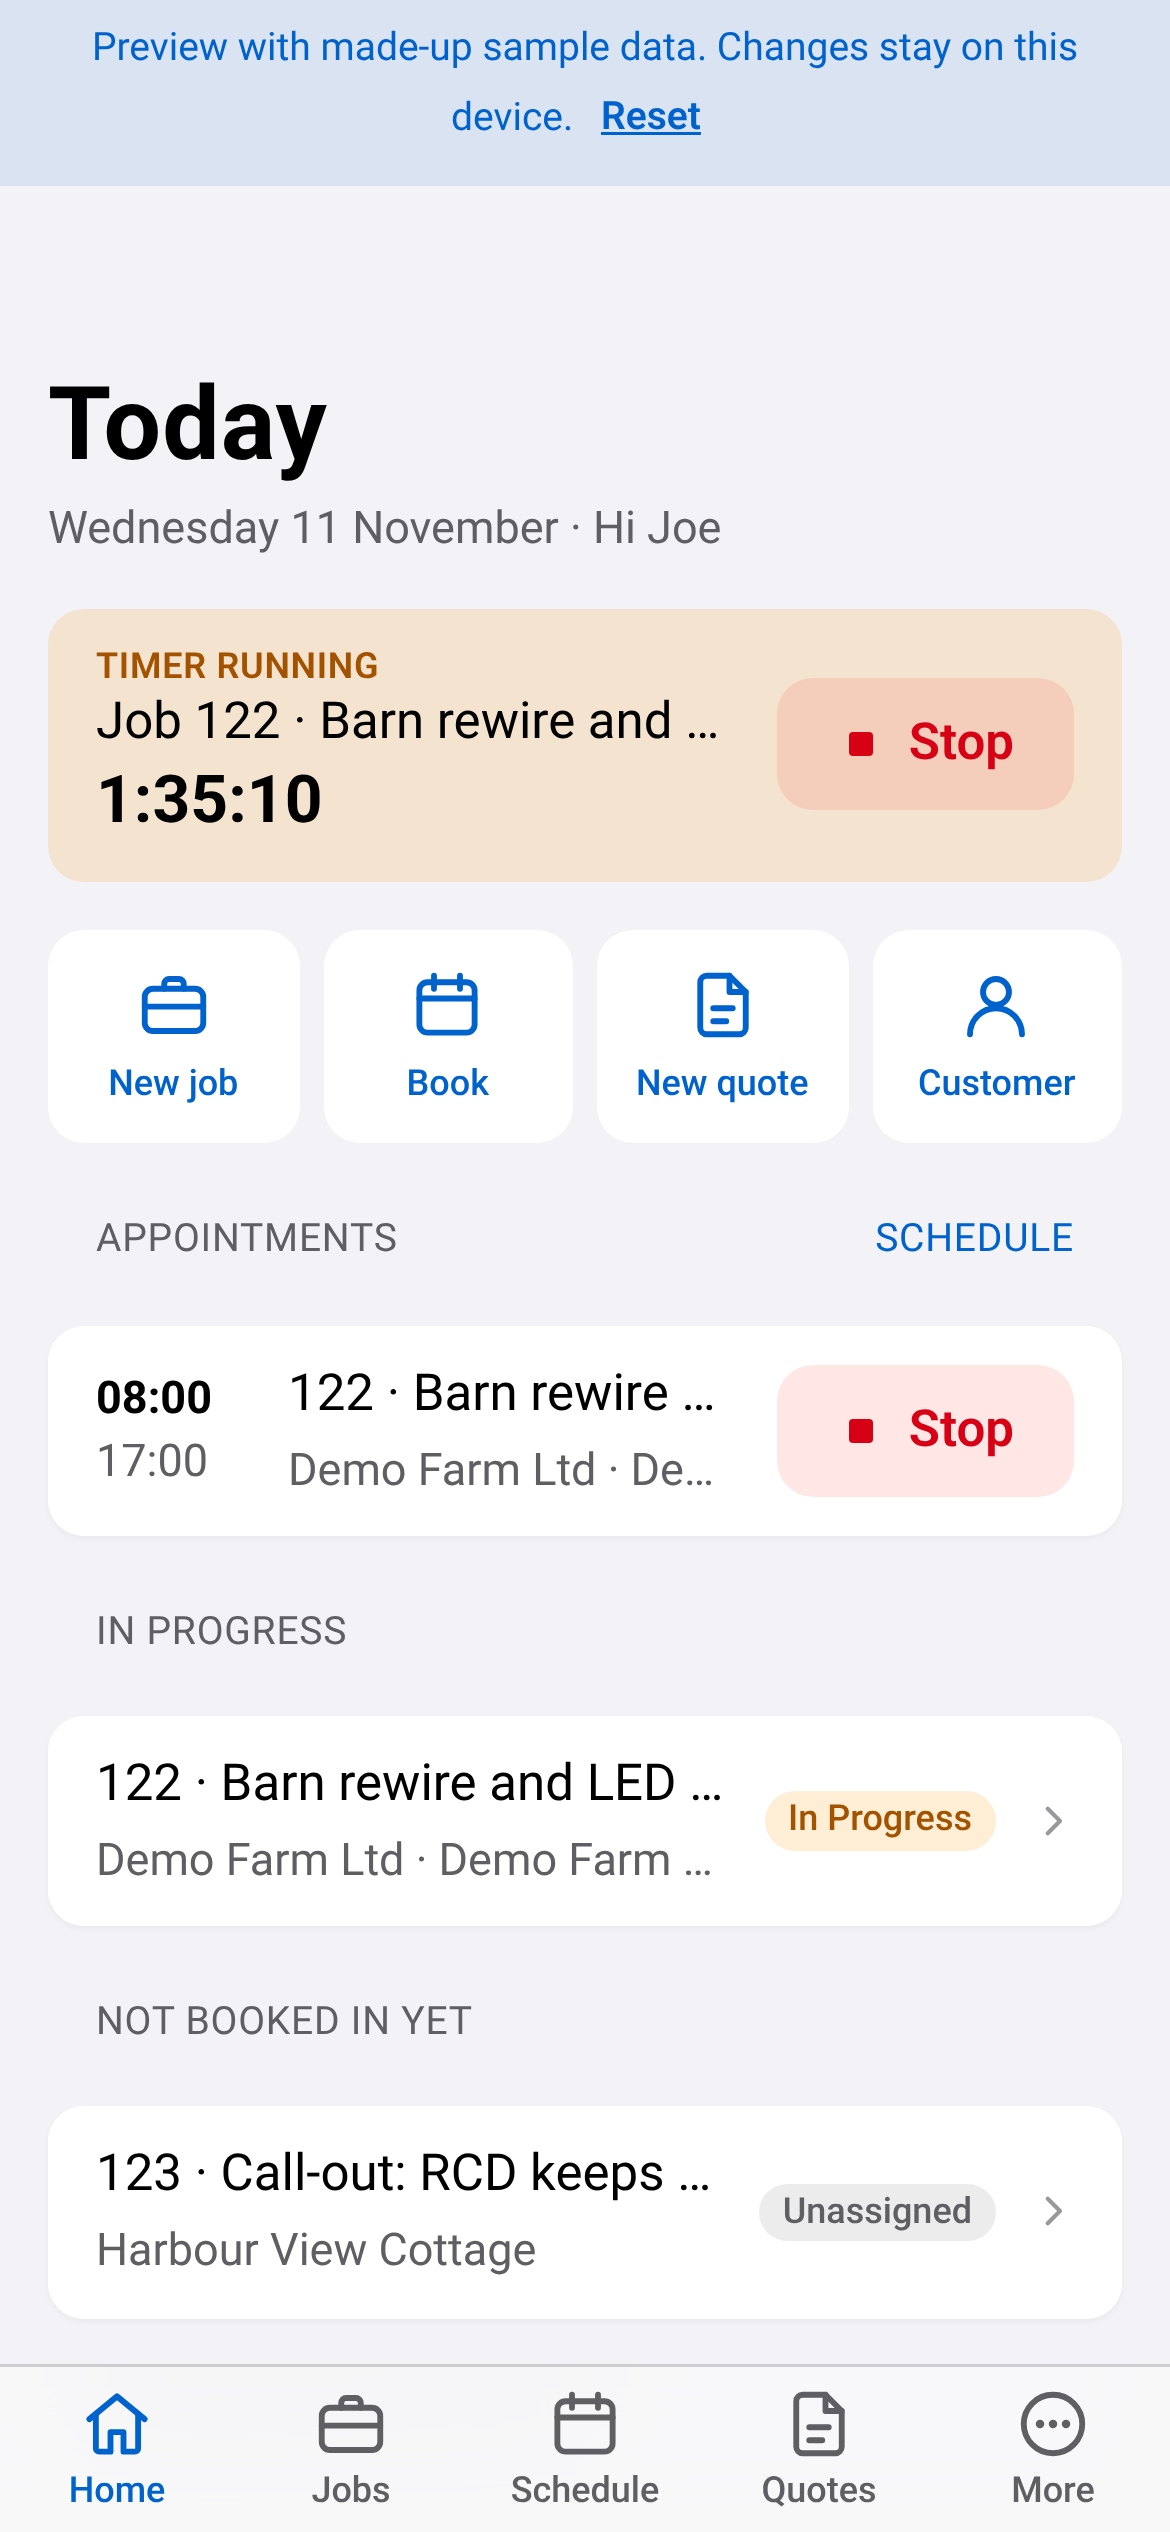 Preview with made-up sample data. Changes stay on this
device. Reset
Today
Wednesday 11 November · Hi Joe
TIMER RUNNING
Job 122 · Barn rewire and ...
1:35:10
Stop
New job
Book
New quote
Customer
APPOINTMENTS
SCHEDULE
08:00
17:00
122 · Barn rewire ...
Demo Farm Ltd · De...
Stop
IN PROGRESS
122 · Barn rewire and LED ...
Demo Farm Ltd · Demo Farm ...
In Progress
NOT BOOKED IN YET
123 · Call-out: RCD keeps ...
Harbour View Cottage
Unassigned
Home
Jobs
Schedule
Quotes
More